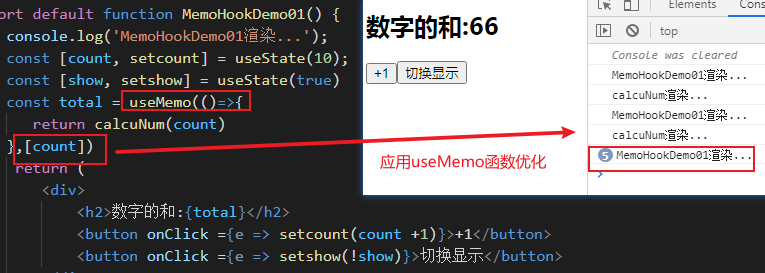 ort default function MemoHookDemo01() {
console.log('MemoHookDemo01渲染...');
const [count, setcount] = useState(10);
const [show, setshow] = useState(true)
const total = useMemo(()=>{
return calcuNum(count)
},[count])
return (
<div>
<h2>数字的和:{total}</h2>
<button onClick ={e => setcount(count +1)}>+1</button>
<button onClick ={e => setshow(!show)}>切换显示</button>
数字的和:66
+1 切换显示
应用useMemo函数优化
Elements Cons
top
Console was cleared
MemoHookDemo01渲染...
calcuNum渲染...
MemoHookDemo01渲染...
calcuNum渲染...
5 MemoHookDemo01渲染...